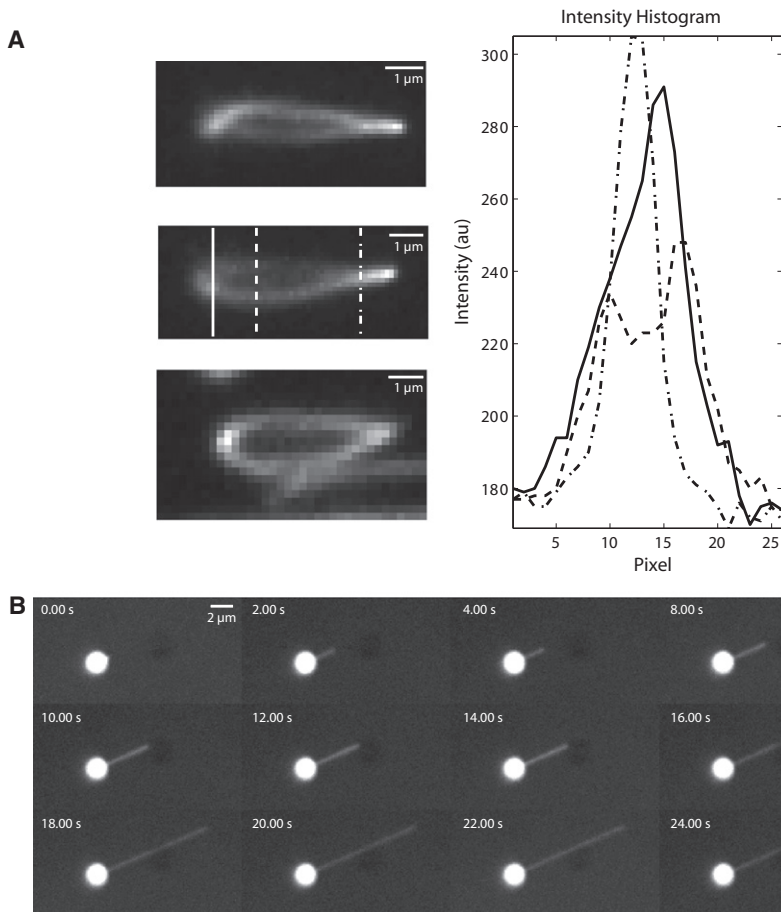 A
1 μm
1 μm
1 μm
Intensity Histogram
300
280
260
240
220
200
180
Intensity (au)
5 10 15 20 25
Pixel
B
0.00 s 2 μm 2.00 s 4.00 s 8.00 s
10.00 s 12.00 s 14.00 s 16.00 s
18.00 s 20.00 s 22.00 s 24.00 s